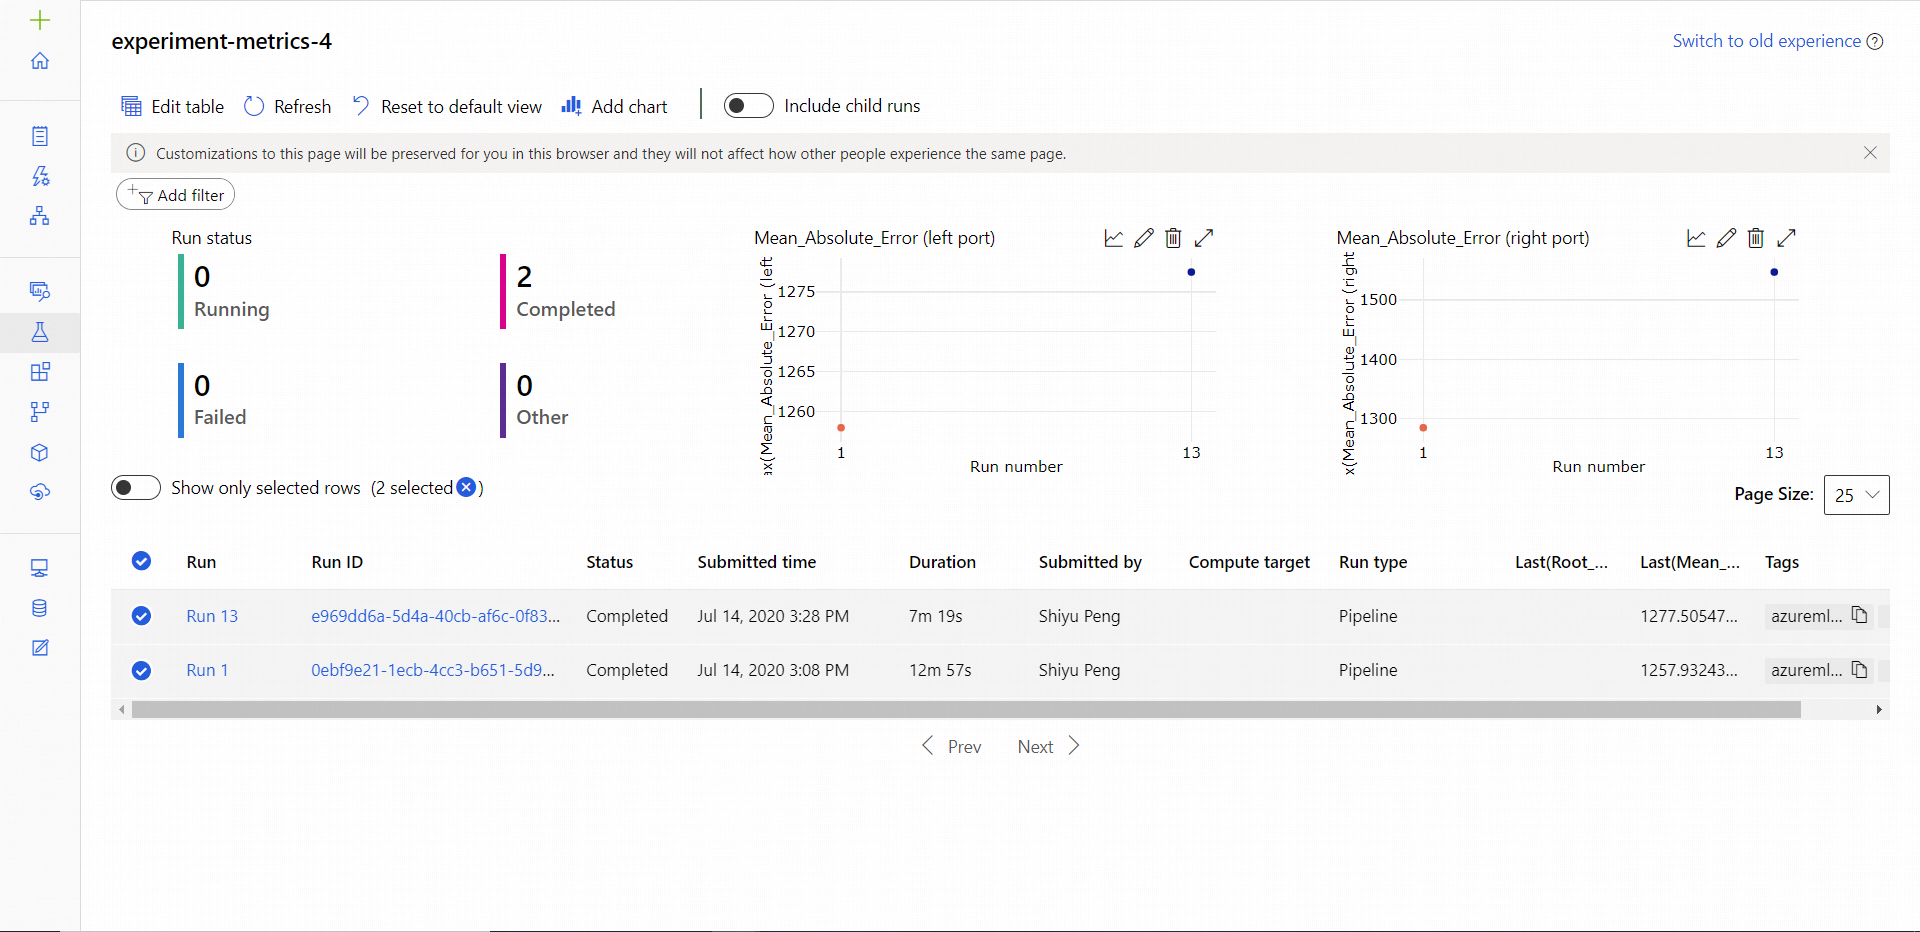 experiment-metrics-4
Switch to old experience
Edit table Refresh Reset to default view Add chart Include child runs
Customizations to this page will be preserved for you in this browser and they will not affect how other people experience the same page.
Add filter
Run status
0
Running
2
Completed
0
Failed
0
Other
Mean_Absolute_Error (left port)
ax(Mean_Absolute_Error (left
1275
1270
1265
1260
1 13
Run number
Mean_Absolute_Error (right port)
x(Mean_Absolute_Error (right
1500
1400
1300
1 13
Run number
Show only selected rows (2 selected )
Page Size: 25
Run Run ID Status Submitted time Duration Submitted by Compute target Run type Last(Root_... Last(Mean_... Tags
Run 13 e969dd6a-5d4a-40cb-af6c-0f83... Completed Jul 14, 2020 3:28 PM 7m 19s Shiyu Peng Pipeline 1277.50547... azureml...
Run 1 0ebf9e21-1ecb-4cc3-b651-5d9... Completed Jul 14, 2020 3:08 PM 12m 57s Shiyu Peng Pipeline 1257.93243... azureml...
Prev Next